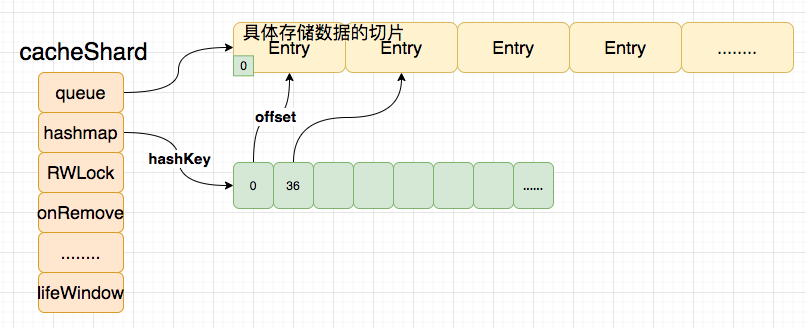 具体存储数据的切片
cacheShard
Entry Entry Entry Entry ........
0
queue
offset
hashmap
hashKey
RWLock
0 36 ......
onRemove
........
lifeWindow